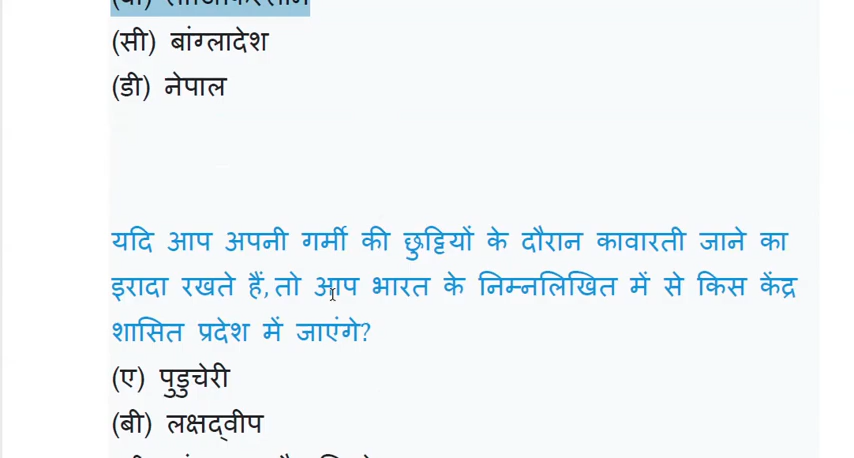 (सी) बांग्लादेश
(डी) नेपाल
यदि आप अपनी गर्मी की छुट्टियों के दौरान कावारती जाने का
इरादा रखते हैं, तो आप भारत के निम्नलिखित में से किस केंद्र
शासित प्रदेश में जाएंगे?
(ए) पुडुचेरी
(बी) लक्षद्वीप